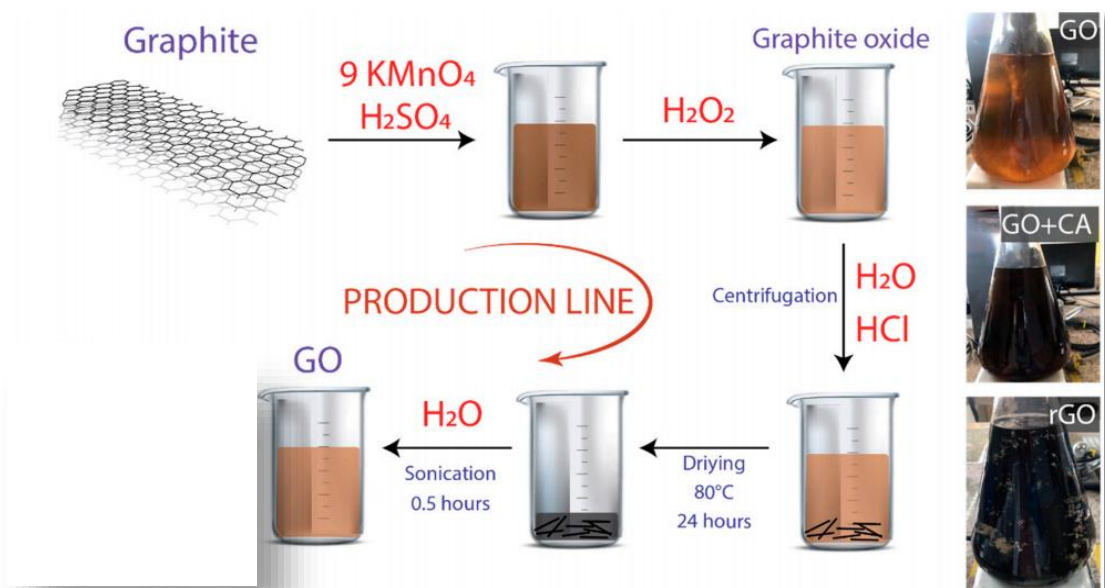 Graphite
9 KMnO₄
H₂SO₄
H₂O₂
Graphite oxide
GO
GO+CA
rGO
Centrifugation
H₂O
HCl
PRODUCTION LINE
Driying
80°C
24 hours
H₂O
Sonication
0.5 hours
GO